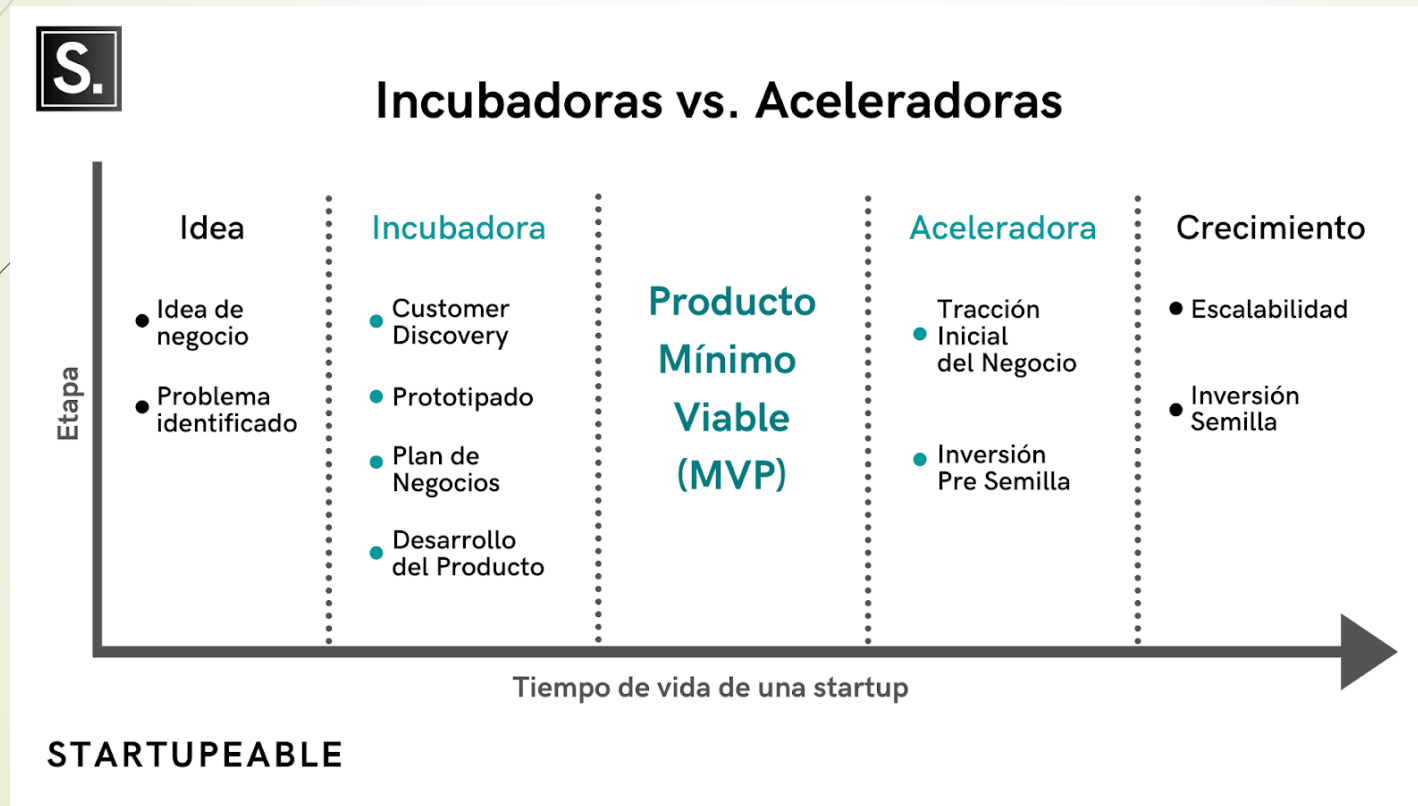 S.
Incubadoras vs. Aceleradoras
Etapa
Idea
Idea de
negocio
Problema
identificado
Incubadora
Customer
Discovery
Prototipado
Plan de
Negocios
Desarrollo
del Producto
Producto
Mínimo
Viable
(MVP)
Aceleradora
Tracción
Inicial
del Negocio
Inversión
Pre Semilla
Crecimiento
Escalabilidad
Inversión
Semilla
Tiempo de vida de una startup
STARTUPEABLE